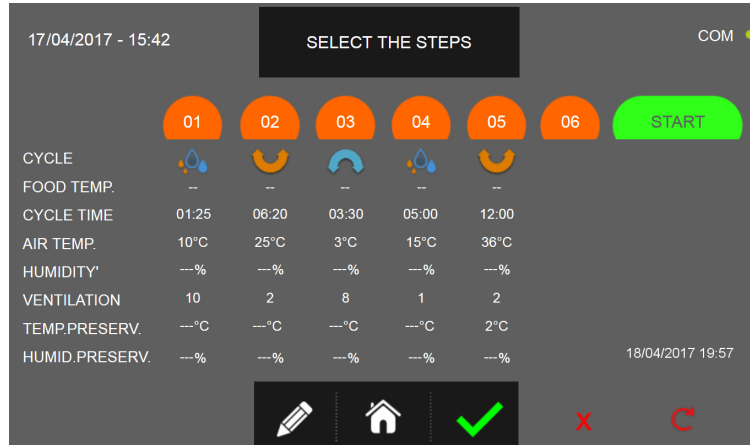 17/04/2017 - 15:42 SELECT THE STEPS COM
01 02 03 04 05 06 START
CYCLE
FOOD TEMP. -- -- -- -- --
CYCLE TIME 01:25 06:20 03:30 05:00 12:00
AIR TEMP. 10°C 25°C 3°C 15°C 36°C
HUMIDITY' ---% ---% ---% ---% ---%
VENTILATION 10 2 8 1 2
TEMP.PRESERV. ---°C ---°C ---°C ---°C 2°C
HUMID.PRESERV. ---% ---% ---% ---% ---% 18/04/2017 19:57
X